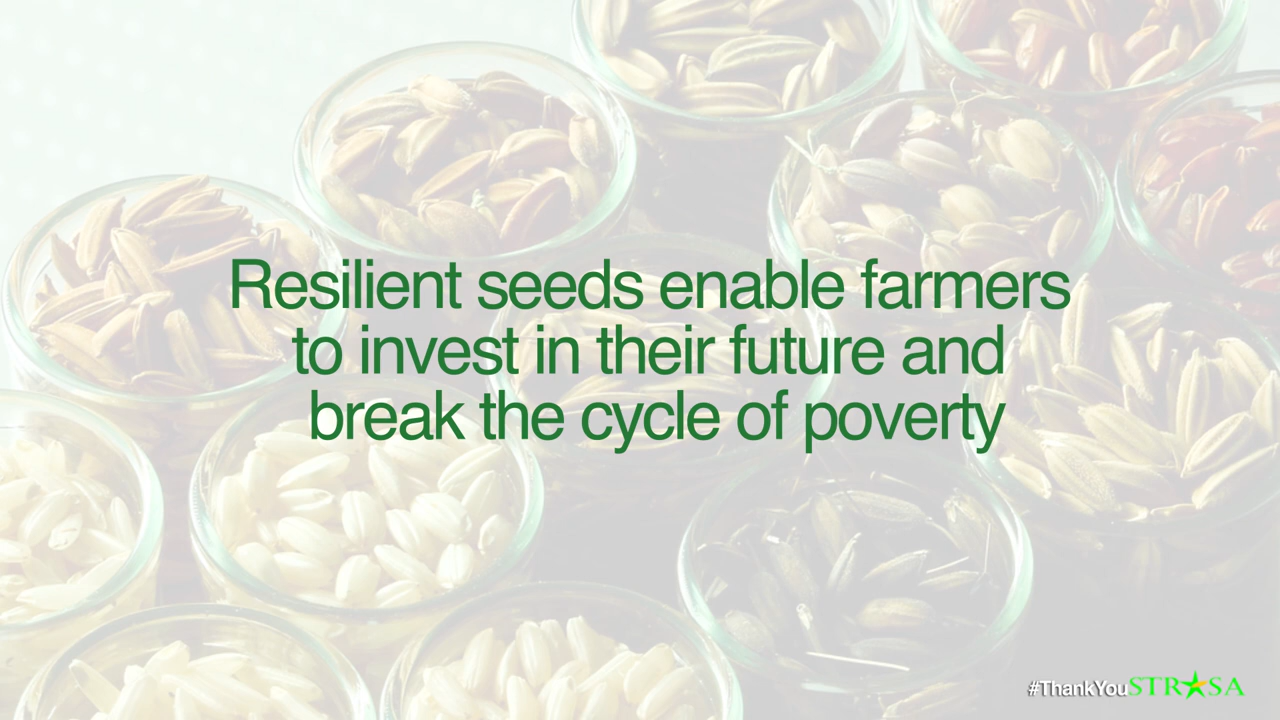 Resilient seeds enable farmers
to invest in their future and
break the cycle of poverty
#ThankYouSTRASA